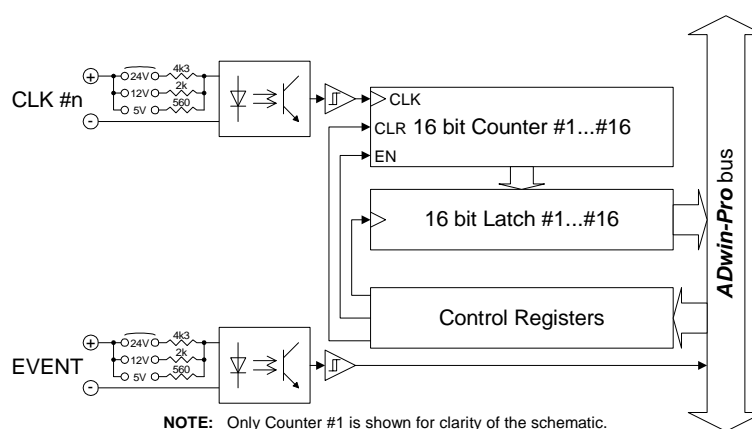 24V 4k3
12V 2k
5V 560
+
-
CLK #n
CLK
CLR
EN
16 bit Counter #1...#16
16 bit Latch #1...#16
Control Registers
ADwin-Pro bus
24V 4k3
12V 2k
5V 560
+
-
EVENT
NOTE: Only Counter #1 is shown for clarity of the schematic.